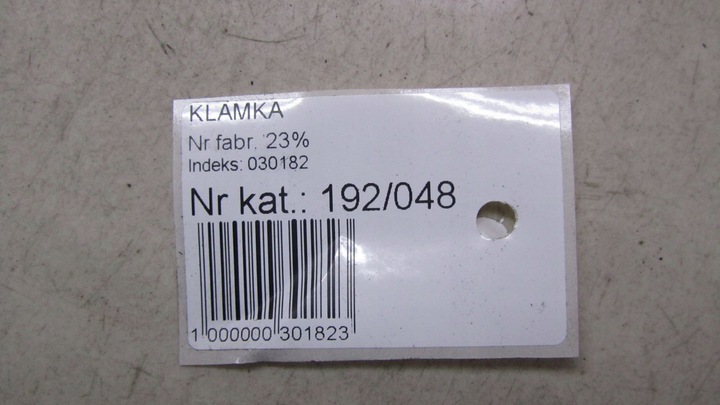 KLAMKA
Nr fabr. 23%
Indeks: 030182
Nr kat.: 192/048
1 000000 301823